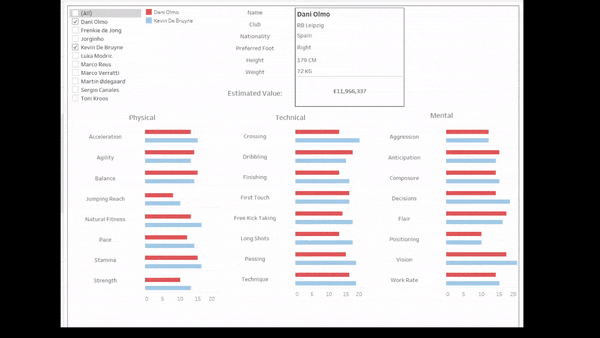 (All)
Dani Olmo
Frenkie de Jong
Jorginho
Kevin De Bruyne
Luka Modric
Marco Reus
Marco Verratti
Martin Ødegaard
Sergio Canales
Toni Kroos
Dani Olmo
Kevin De Bruyne
Name Dani Olmo
Club RB Leipzig
Nationality Spain
Preferred Foot Right
Height 179 CM
Weight 72 KG
Estimated Value: £11,956,337
Physical Technical Mental
Acceleration Crossing Aggression
Agility Dribbling Anticipation
Balance Finishing Composure
Jumping Reach First Touch Decisions
Natural Fitness Free Kick Taking Flair
Pace Long Shots Positioning
Stamina Passing Vision
Strength Technique Work Rate
0 5 10 15 20 0 5 10 15 20 0 5 10 15 20